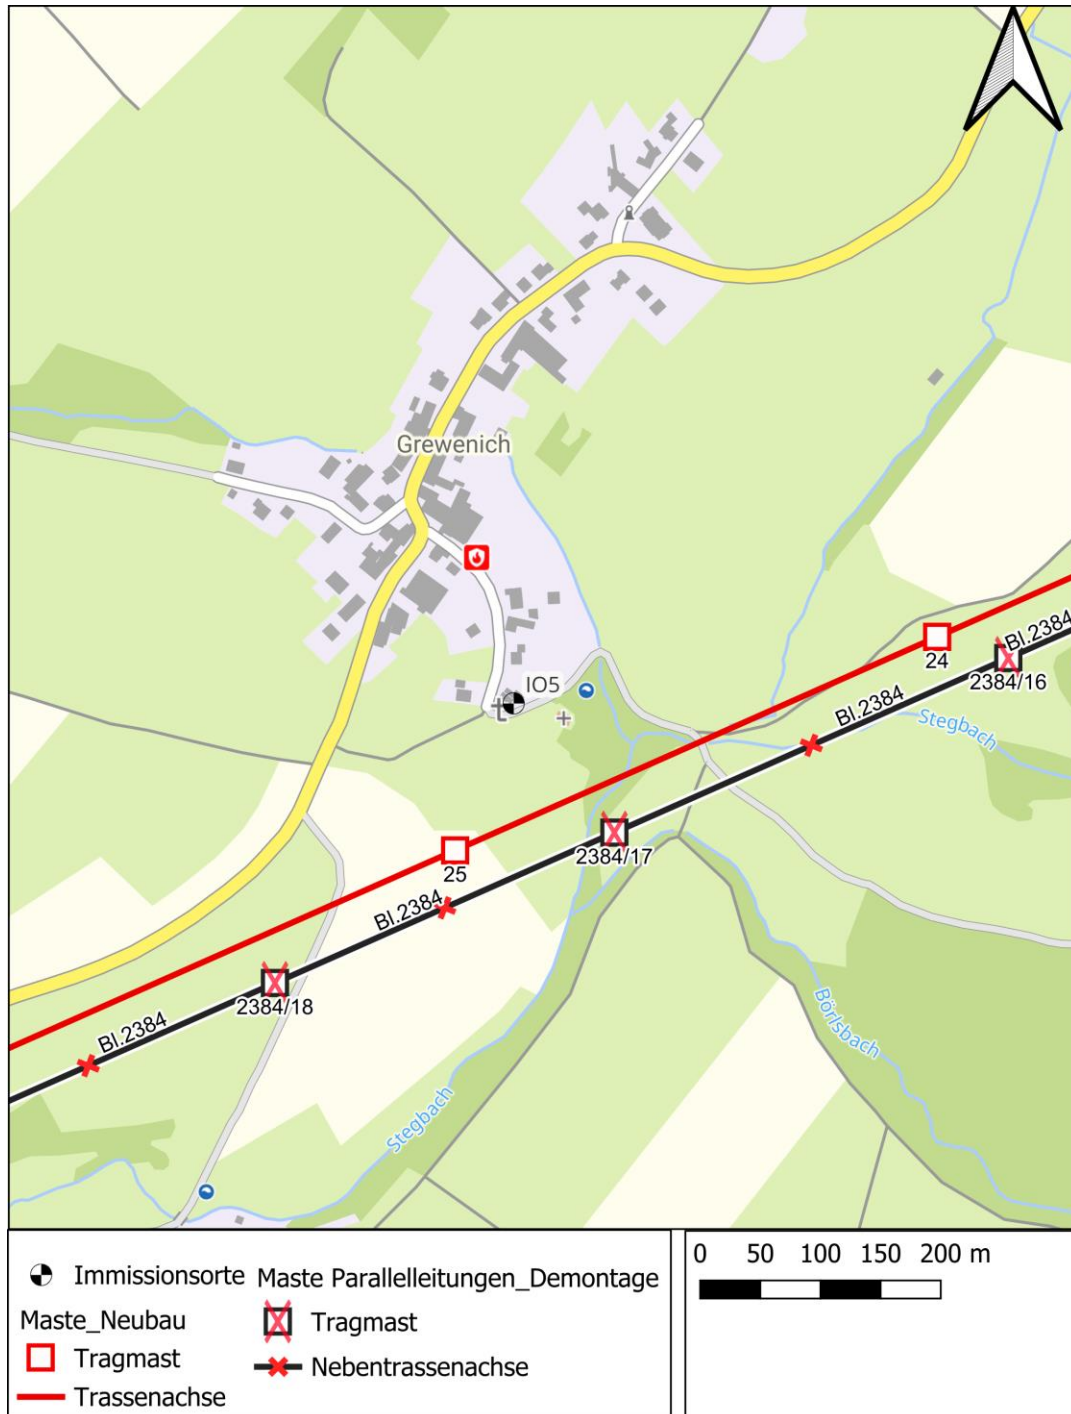 Grewenich
IO5
24
Bl.2384
2384/16
Bl.2384
Stegbach
2384/17
25
Bl.2384
2384/18
Bl.2384
Börlsbach
Stegbach
Immissionsorte
Maste_Neubau
Tragmast
Trassenachse
Maste Parallelleitungen_Demontage
Tragmast
Nebentrassenachse
0 50 100 150 200 m